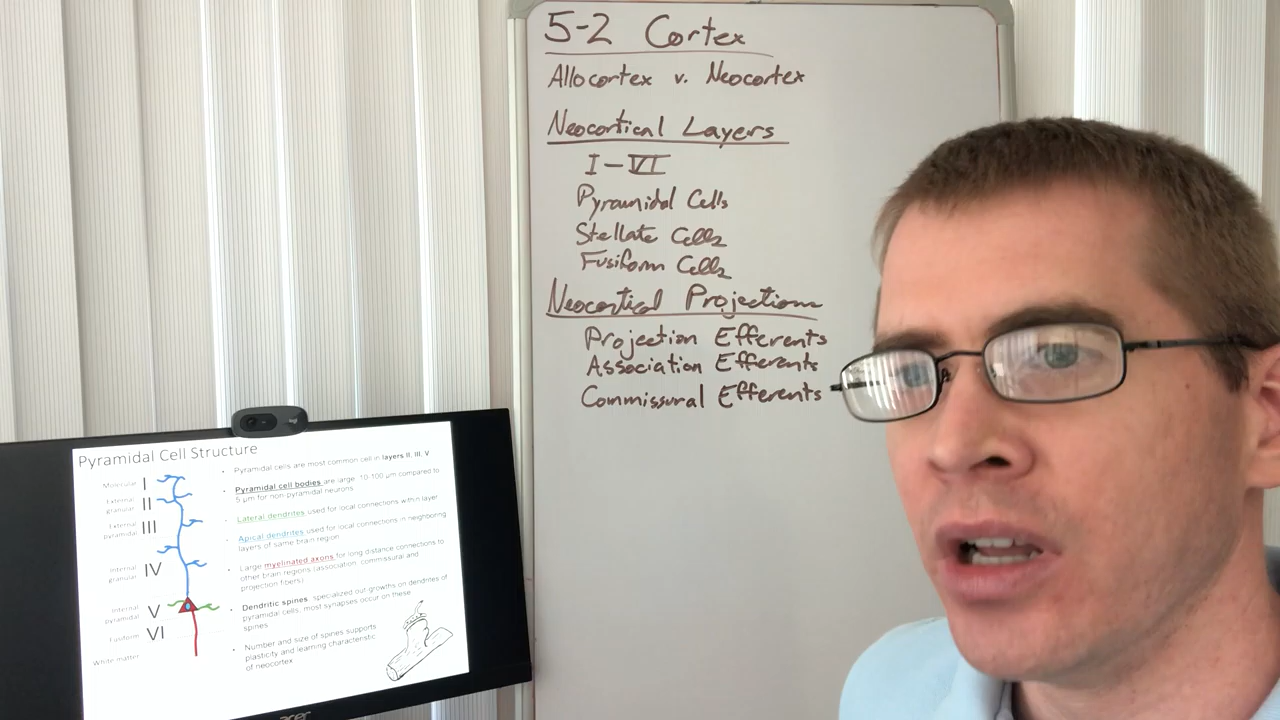 5-2 Cortex
Allocortex v. Neocortex
Neocortical Layers
I-VI
Pyramidal Cells
Stellate Cells
Fusiform Cells
Neocortical Projections
Projection Efferents
Association Efferents
Commissural Efferents
Pyramidal Cell Structure
Molecular I
External granular II
External pyramidal III
Internal granular IV
Internal pyramidal V
Fusiform VI
White matter
• Pyramidal cells are most common cell in layers II, III, V
• Pyramidal cell bodies are large: 10-100 µm compared to
5 µm for non-pyramidal neurons
• Lateral dendrites used for local connections within layer
• Apical dendrites used for local connections in neighboring
layers of same brain region
• Large myelinated axons for long distance connections to
other brain regions (association, commissural and
projection fibers)
• Dendritic spines: specialized out growths on dendrites of
pyramidal cells, most synapses occur on these
spines
• Number and size of spines supports
plasticity and learning characteristic
of neocortex
acer